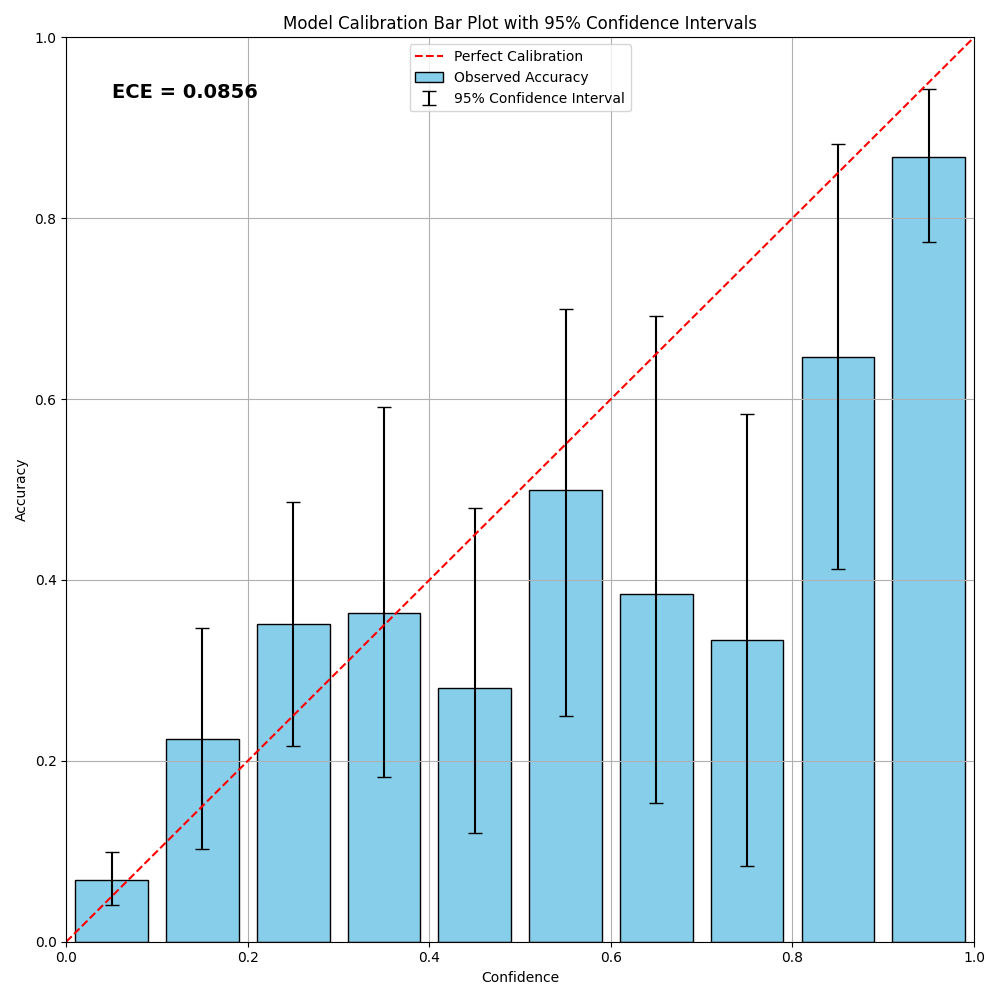 Model Calibration Bar Plot with 95% Confidence Intervals
Perfect Calibration
Observed Accuracy
95% Confidence Interval
ECE = 0.0856
Accuracy
1.0
0.8
0.6
0.4
0.2
0.0
0.0 0.2 0.4 0.6 0.8 1.0
Confidence